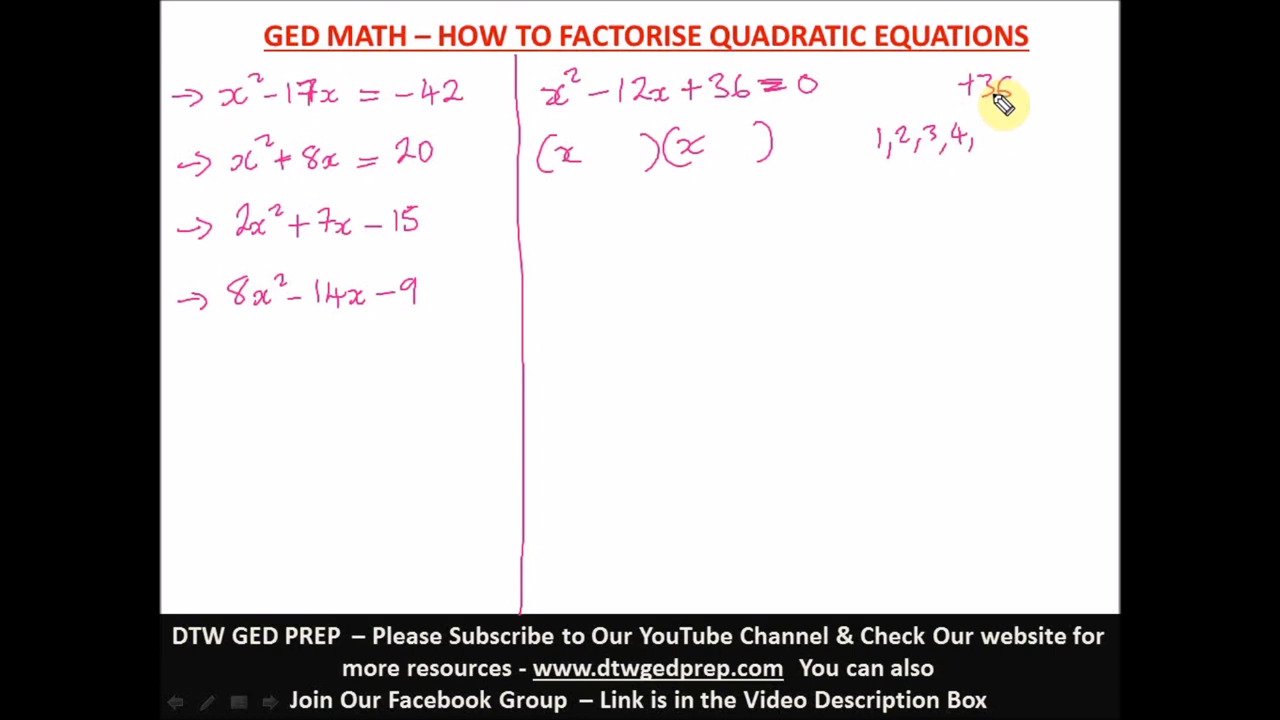 GED MATH – HOW TO FACTORISE QUADRATIC EQUATIONS
→ x² - 17x = -42
→ x² + 8x = 20
→ 2x² + 7x - 15
→ 8x² - 14x - 9
x² - 12x + 36 = 0
(x )(x )
+36
1, 2, 3, 4,
DTW GED PREP – Please Subscribe to Our YouTube Channel & Check Our website for
more resources - www.dtwgedprep.com You can also
Join Our Facebook Group – Link is in the Video Description Box